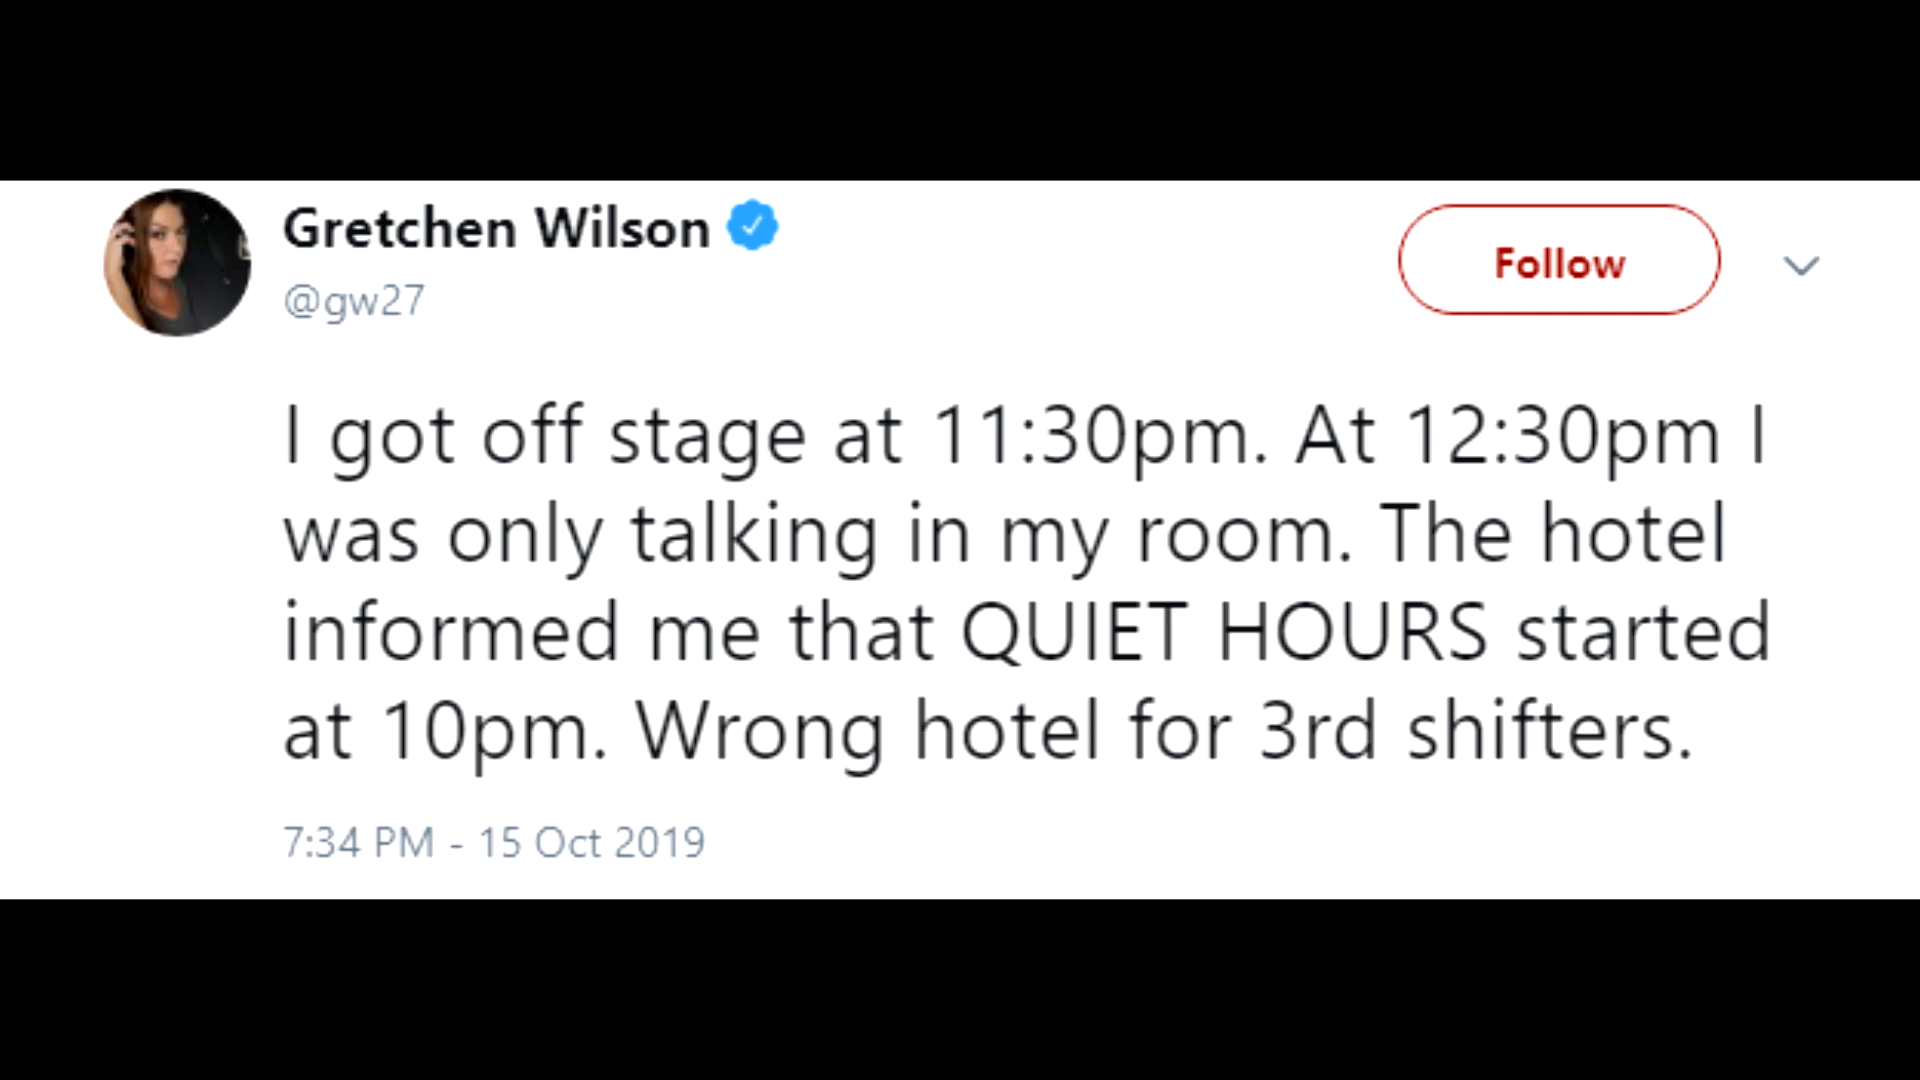 Gretchen Wilson
@gw27
Follow
I got off stage at 11:30pm. At 12:30pm I
was only talking in my room. The hotel
informed me that QUIET HOURS started
at 10pm. Wrong hotel for 3rd shifters.
7:34 PM - 15 Oct 2019